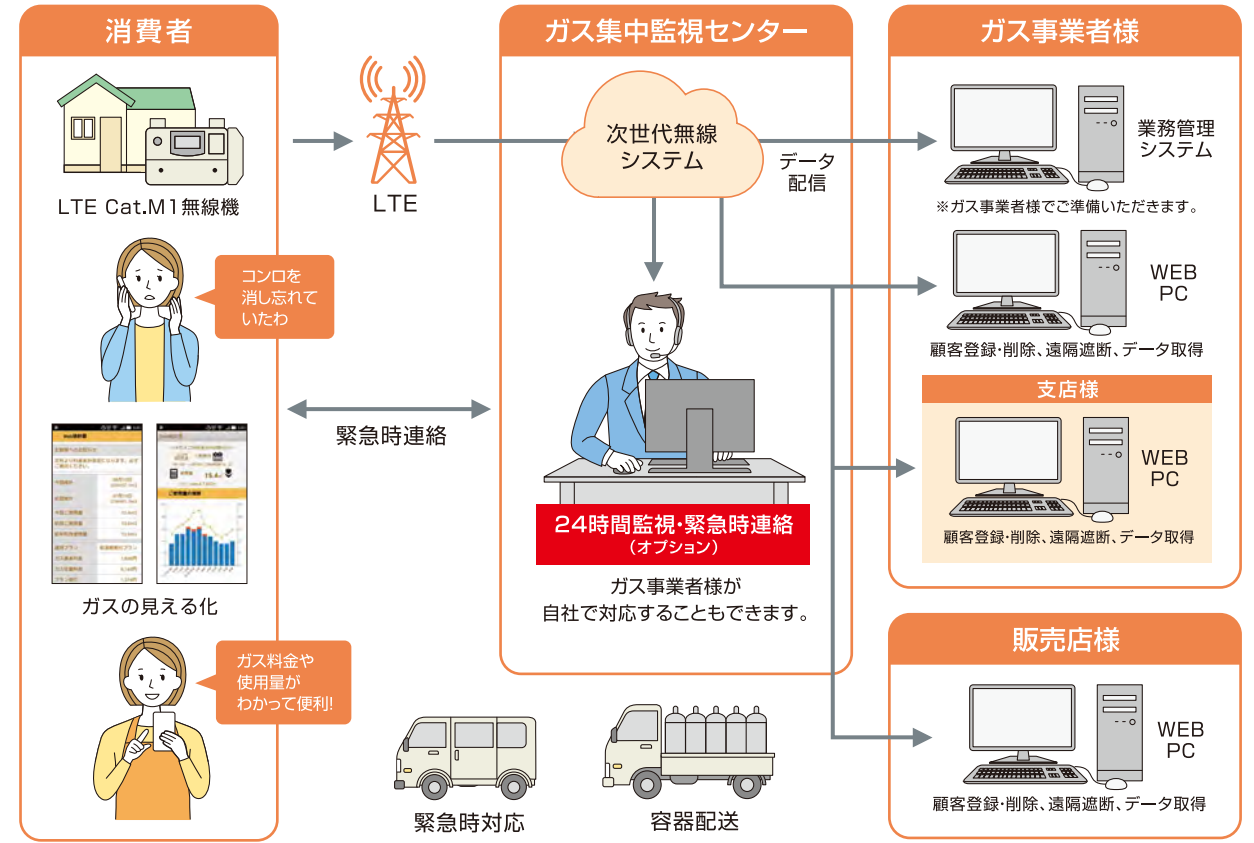 消費者
LTE Cat.M1無線機
コンロを
消し忘れて
いたわ
ガスの見える化
ガス料金や
使用量が
わかって便利!
LTE
緊急時連絡
ガス集中監視センター
次世代無線
システム
データ
配信
24時間監視・緊急時連絡
(オプション)
ガス事業者様が
自社で対応することもできます。
緊急時対応
容器配送
ガス事業者様
業務管理
システム
※ガス事業者様でご準備いただきます。
WEB
PC
顧客登録・削除、遠隔遮断、データ取得
支店様
WEB
PC
顧客登録・削除、遠隔遮断、データ取得
販売店様
WEB
PC
顧客登録・削除、遠隔遮断、データ取得